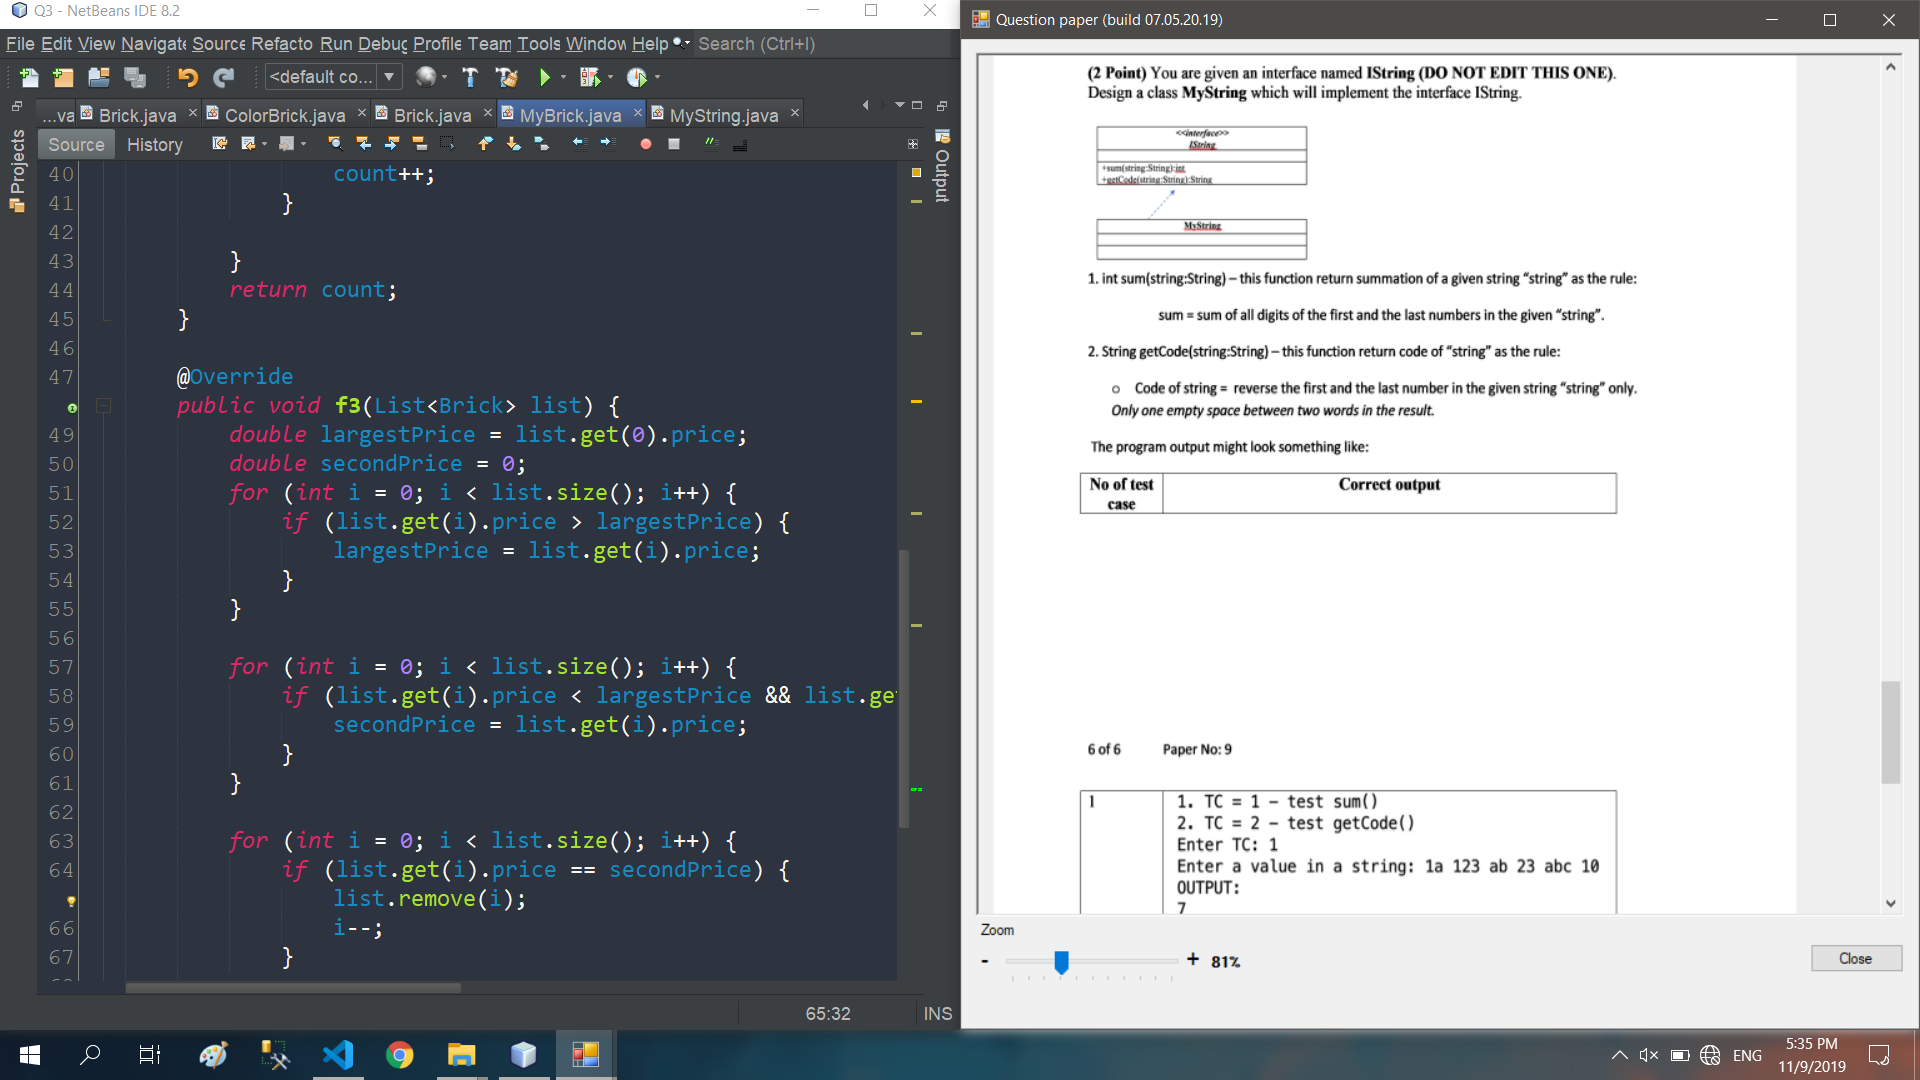 Q3 - NetBeans IDE 8.2
File Edit View Navigate Source Refacto Run Debug Profile Team Tools Window Help Search (Ctrl+I)
<default co...
...va Brick.java ColorBrick.java Brick.java MyBrick.java MyString.java
Source History
Projects
Output
40 count++;
41 }
42
43 }
44 return count;
45 }
46
47 @Override
public void f3(List<Brick> list) {
49 double largestPrice = list.get(0).price;
50 double secondPrice = 0;
51 for (int i = 0; i < list.size(); i++) {
52 if (list.get(i).price > largestPrice) {
53 largestPrice = list.get(i).price;
54 }
55 }
56
57 for (int i = 0; i < list.size(); i++) {
58 if (list.get(i).price < largestPrice && list.ge
59 secondPrice = list.get(i).price;
60 }
61 }
62
63 for (int i = 0; i < list.size(); i++) {
64 if (list.get(i).price == secondPrice) {
list.remove(i);
66 i--;
67 }
65:32 INS
Question paper (build 07.05.20.19)
(2 Point) You are given an interface named IString (DO NOT EDIT THIS ONE).
Design a class MyString which will implement the interface IString.
<<interface>>
IString
+sum(string:String):int
+getCode(string:String):String
MyString
1. int sum(string:String) – this function return summation of a given string “string” as the rule:
sum = sum of all digits of the first and the last numbers in the given “string”.
2. String getCode(string:String) – this function return code of “string” as the rule:
o Code of string = reverse the first and the last number in the given string “string” only.
Only one empty space between two words in the result.
The program output might look something like:
No of test case Correct output
6 of 6 Paper No: 9
1 1. TC = 1 – test sum()
2. TC = 2 – test getCode()
Enter TC: 1
Enter a value in a string: 1a 123 ab 23 abc 10
OUTPUT:
7
Zoom
- + 81%
Close
ENG
5:35 PM
11/9/2019